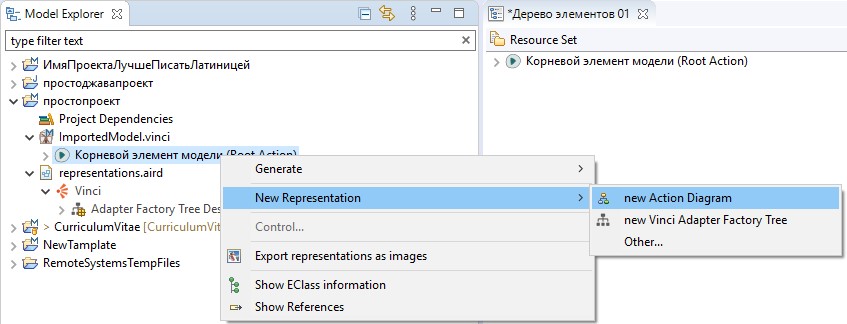 Model Explorer
type filter text
ИмяПроектаЛучшеПисатьЛатиницей
простоджавапроект
простопроект
Project Dependencies
ImportedModel.vinci
Корневой элемент модели (Root Action)
representations.aird
Vinci
Adapter Factory Tree Des
> CurriculumVitae [CurriculumVit
NewTamplate
RemoteSystemsTempFiles
Generate
New Representation
Control...
Export representations as images
Show EClass information
Show References
new Action Diagram
new Vinci Adapter Factory Tree
Other...
*Дерево элементов 01
Resource Set
Корневой элемент модели (Root Action)